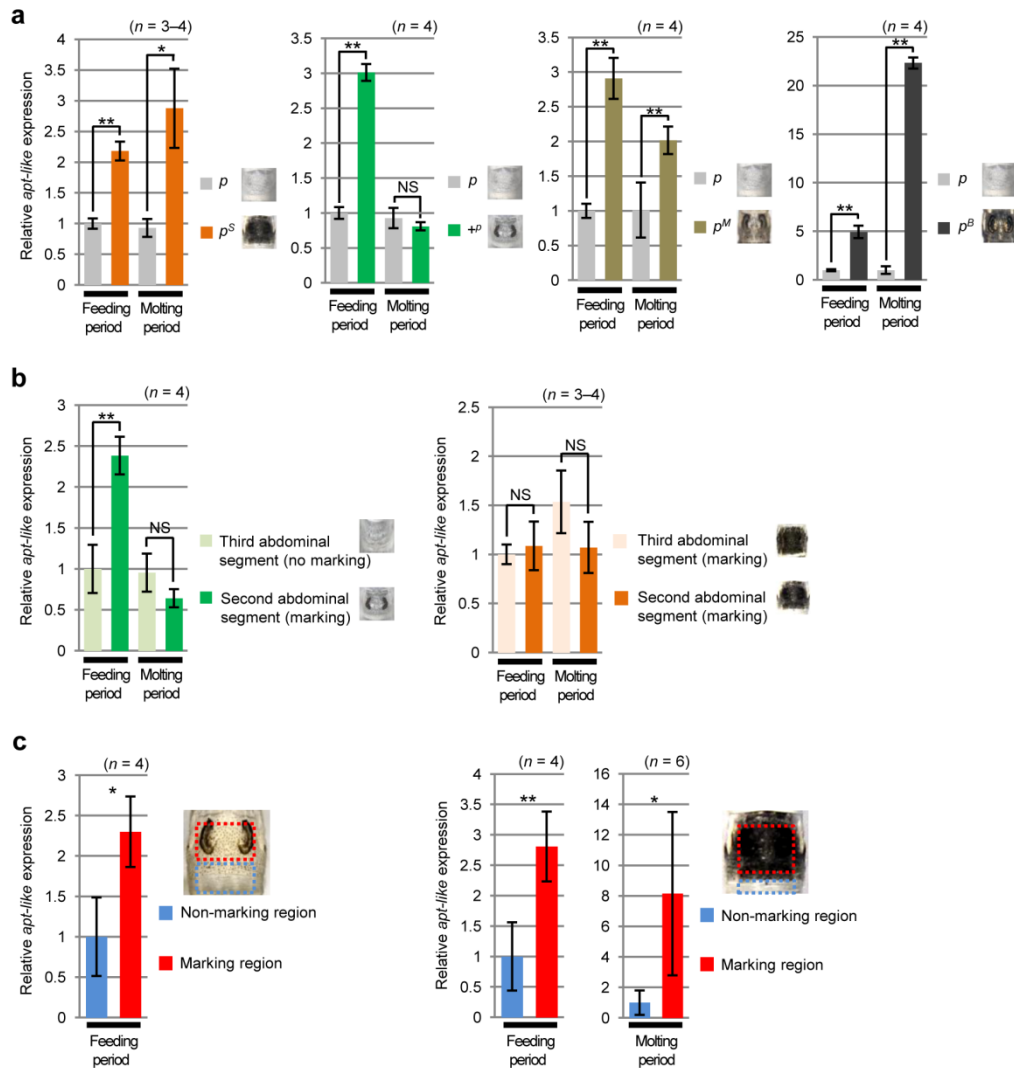 a
(n = 3–4)
Relative apt-like expression
4
3.5
3
2.5
2
1.5
1
0.5
0
*
**
Feeding period
Molting period
p
pS
(n = 4)
3.5
3
2.5
2
1.5
1
0.5
0
**
NS
Feeding period
Molting period
p
+p
(n = 4)
3.5
3
2.5
2
1.5
1
0.5
0
**
**
Feeding period
Molting period
p
pM
(n = 4)
25
20
15
10
5
0
**
**
Feeding period
Molting period
p
pB
b
(n = 4)
Relative apt-like expression
3
2.5
2
1.5
1
0.5
0
**
NS
Feeding period
Molting period
Third abdominal
segment (no marking)
Second abdominal
segment (marking)
(n = 3–4)
Relative apt-like expression
2.5
2
1.5
1
0.5
0
NS
NS
Feeding period
Molting period
Third abdominal
segment (marking)
Second abdominal
segment (marking)
c
(n = 4)
Relative apt-like expression
3
2.5
2
1.5
1
0.5
0
*
Feeding period
Non-marking region
Marking region
(n = 4)
Relative apt-like expression
4
3.5
3
2.5
2
1.5
1
0.5
0
**
Feeding period
(n = 6)
16
14
12
10
8
6
4
2
0
*
Molting period
Non-marking region
Marking region